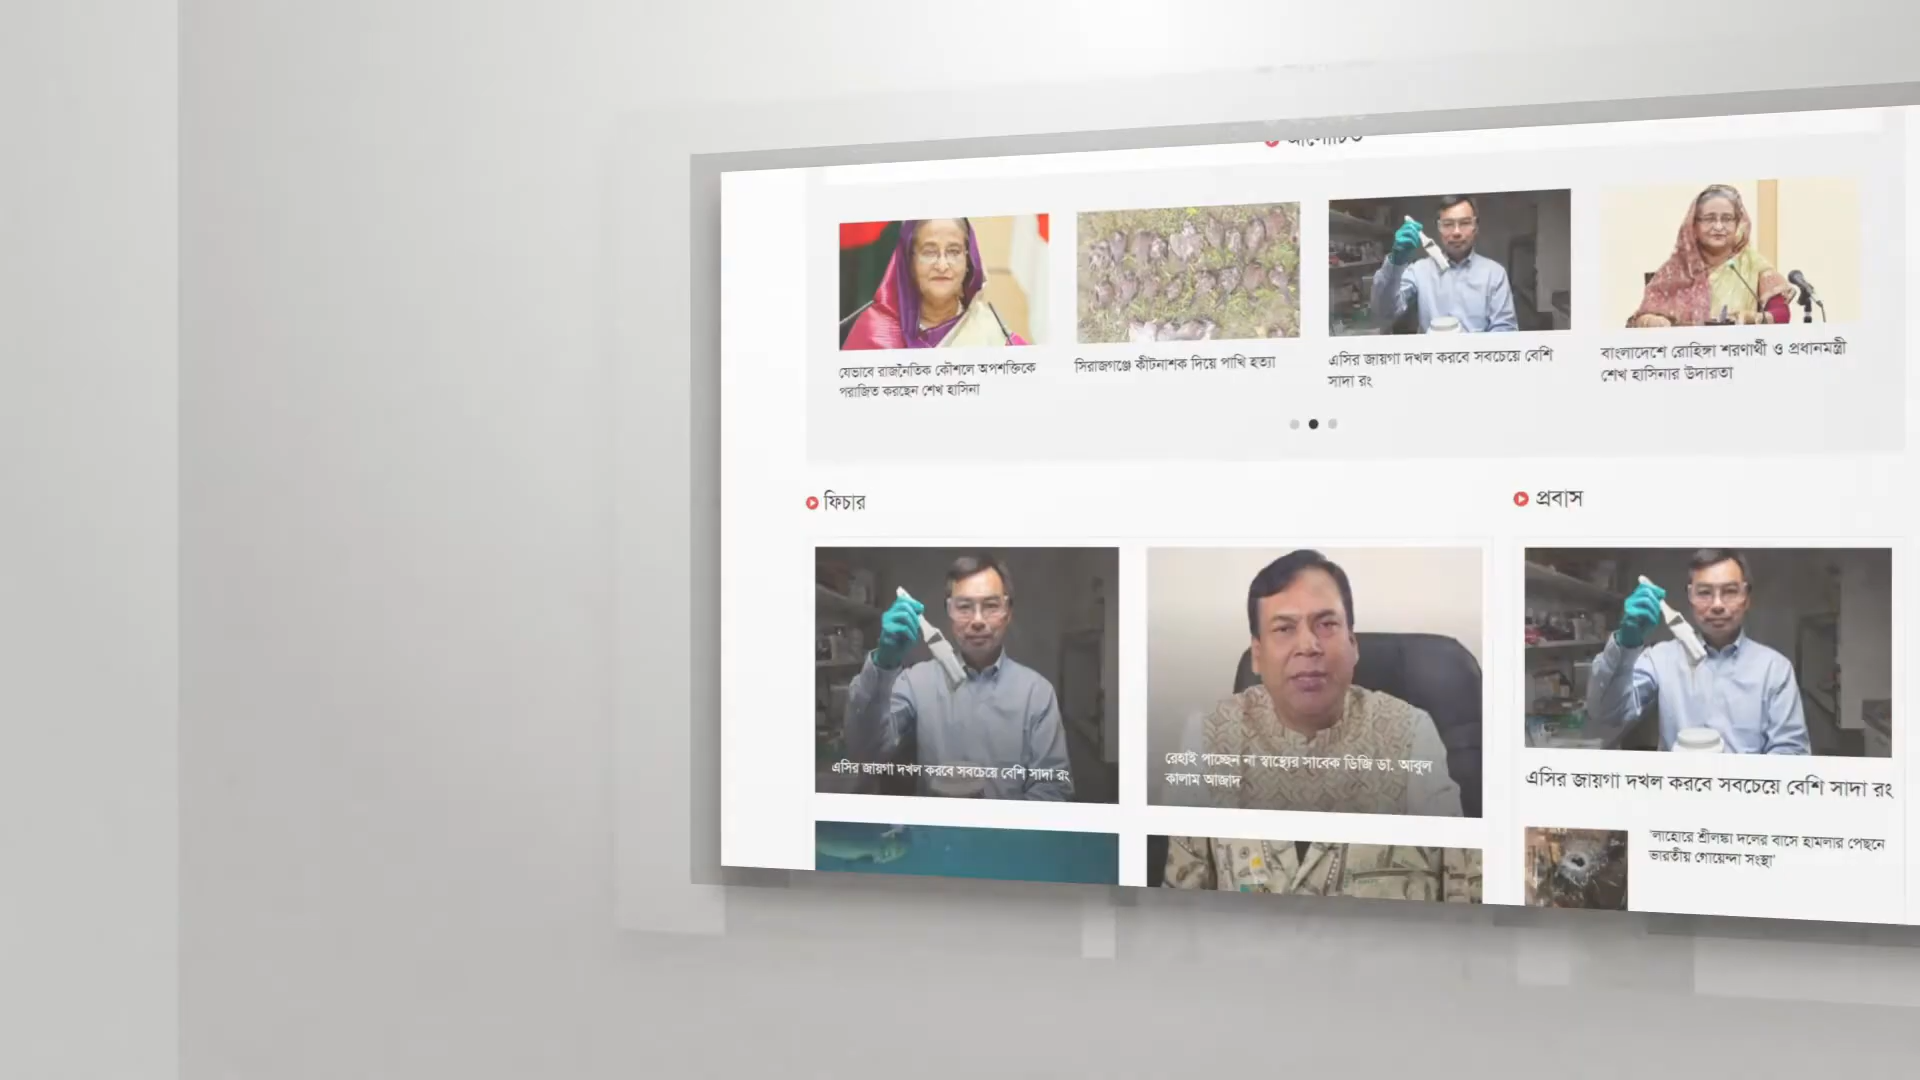 আলোচিত
যেভাবে রাজনৈতিক কৌশলে অপশক্তিকে
পরাজিত করছেন শেখ হাসিনা
সিরাজগঞ্জে কীটনাশক দিয়ে পাখি হত্যা
এসির জায়গা দখল করবে সবচেয়ে বেশি
সাদা রং
বাংলাদেশে রোহিঙ্গা শরণার্থী ও প্রধানমন্ত্রী
শেখ হাসিনার উদারতা
ফিচার
এসির জায়গা দখল করবে সবচেয়ে বেশি সাদা রং
রেহাই পাচ্ছেন না স্বাস্থ্যের সাবেক ডিজি ডা. আবুল
কালাম আজাদ
প্রবাস
এসির জায়গা দখল করবে সবচেয়ে বেশি সাদা রং
'লাহোরে শ্রীলঙ্কা দলের বাসে হামলার পেছনে
ভারতীয় গোয়েন্দা সংস্থা'